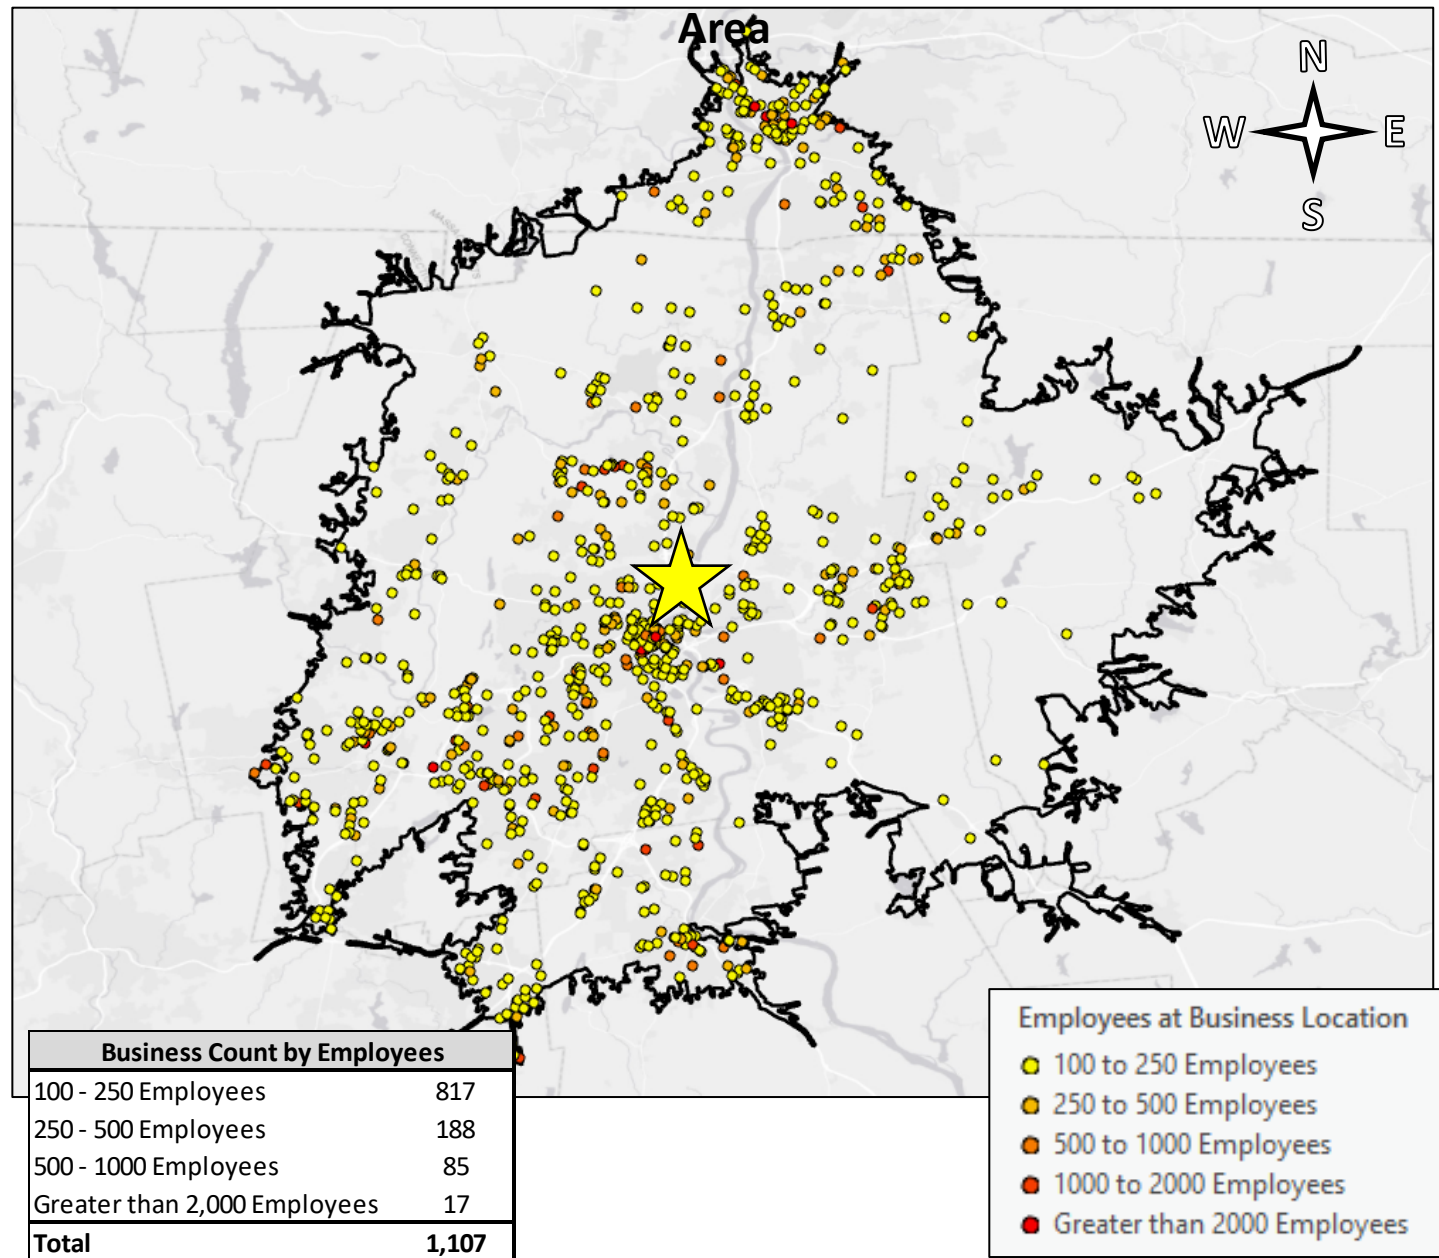 Area
N
W E
S
Business Count by Employees
100 - 250 Employees 817
250 - 500 Employees 188
500 - 1000 Employees 85
Greater than 2,000 Employees 17
Total 1,107
Employees at Business Location
100 to 250 Employees
250 to 500 Employees
500 to 1000 Employees
1000 to 2000 Employees
Greater than 2000 Employees